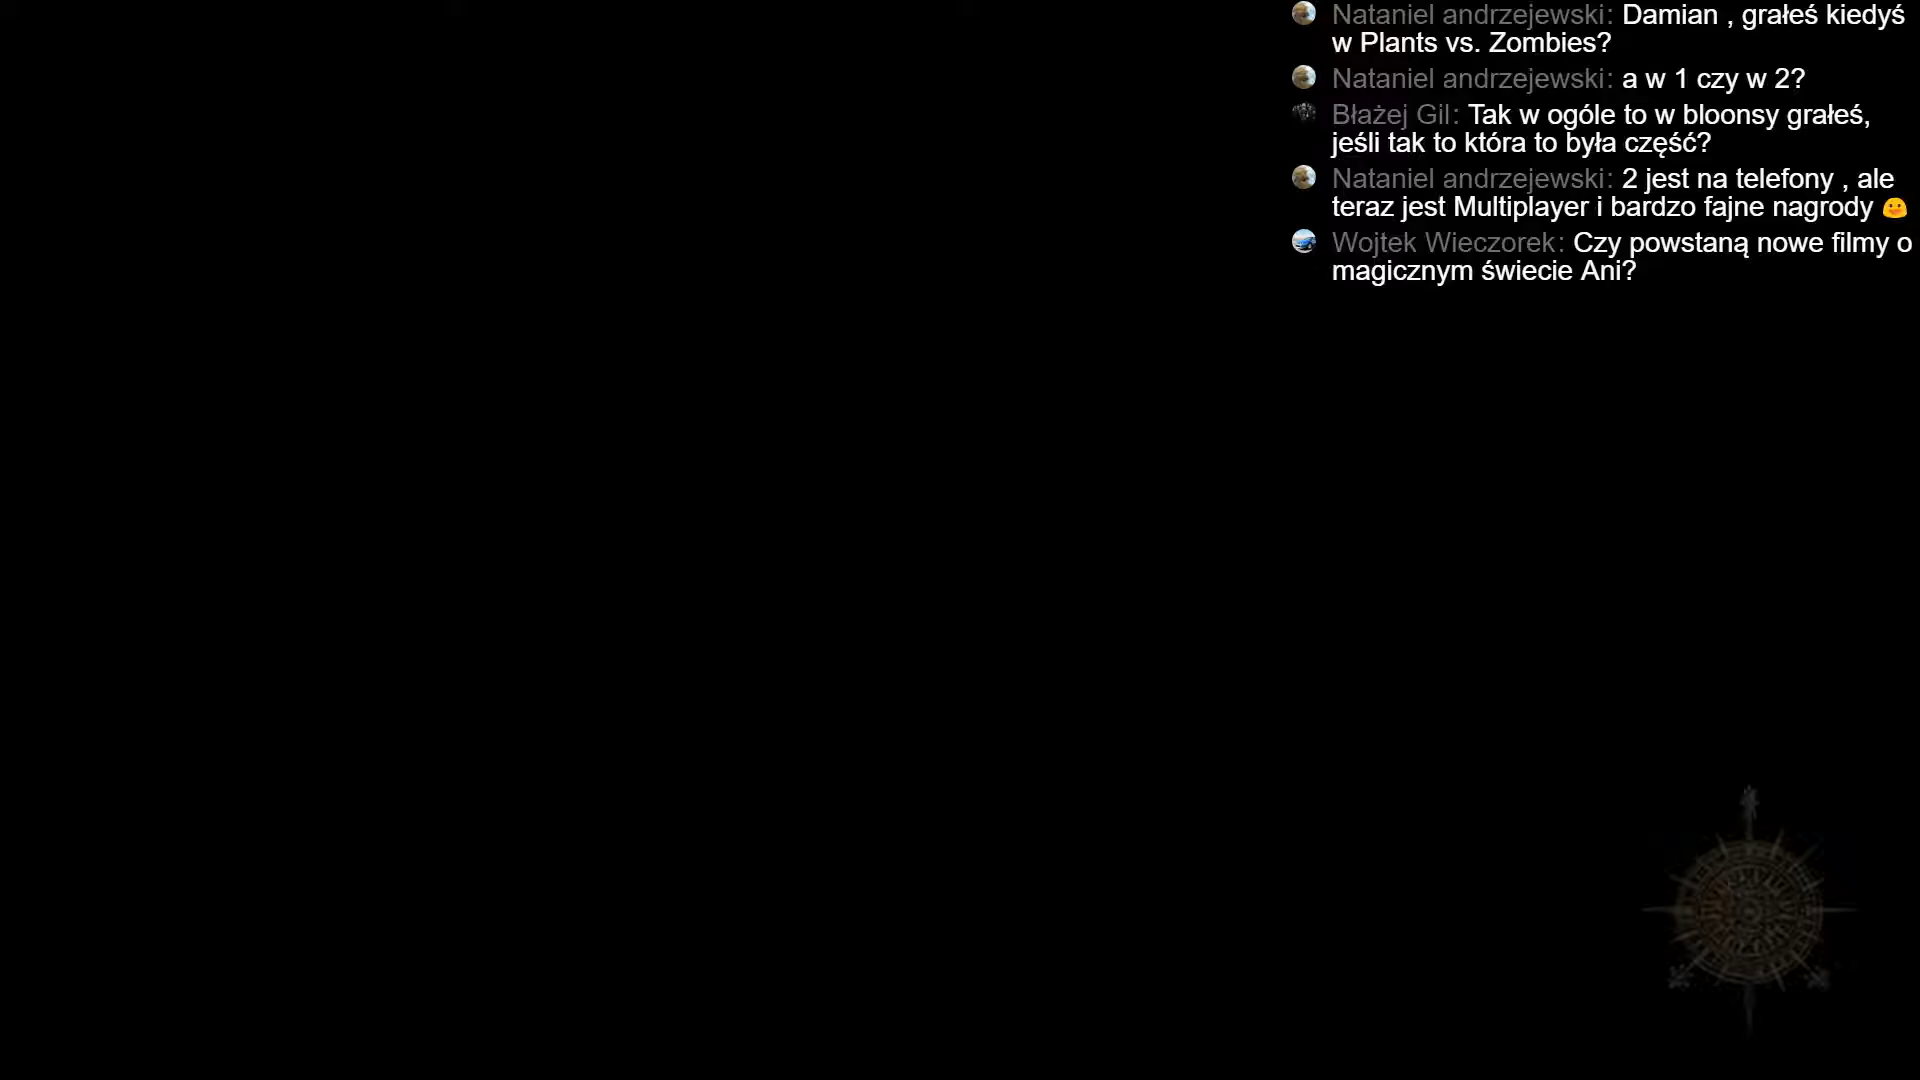 Nataniel andrzejewski: Damian , grałeś kiedyś
w Plants vs. Zombies?
Nataniel andrzejewski: a w 1 czy w 2?
Błażej Gil: Tak w ogóle to w bloonsy grałeś,
jeśli tak to która to była część?
Nataniel andrzejewski: 2 jest na telefony , ale
teraz jest Multiplayer i bardzo fajne nagrody 😛
Wojtek Wieczorek: Czy powstaną nowe filmy o
magicznym świecie Ani?